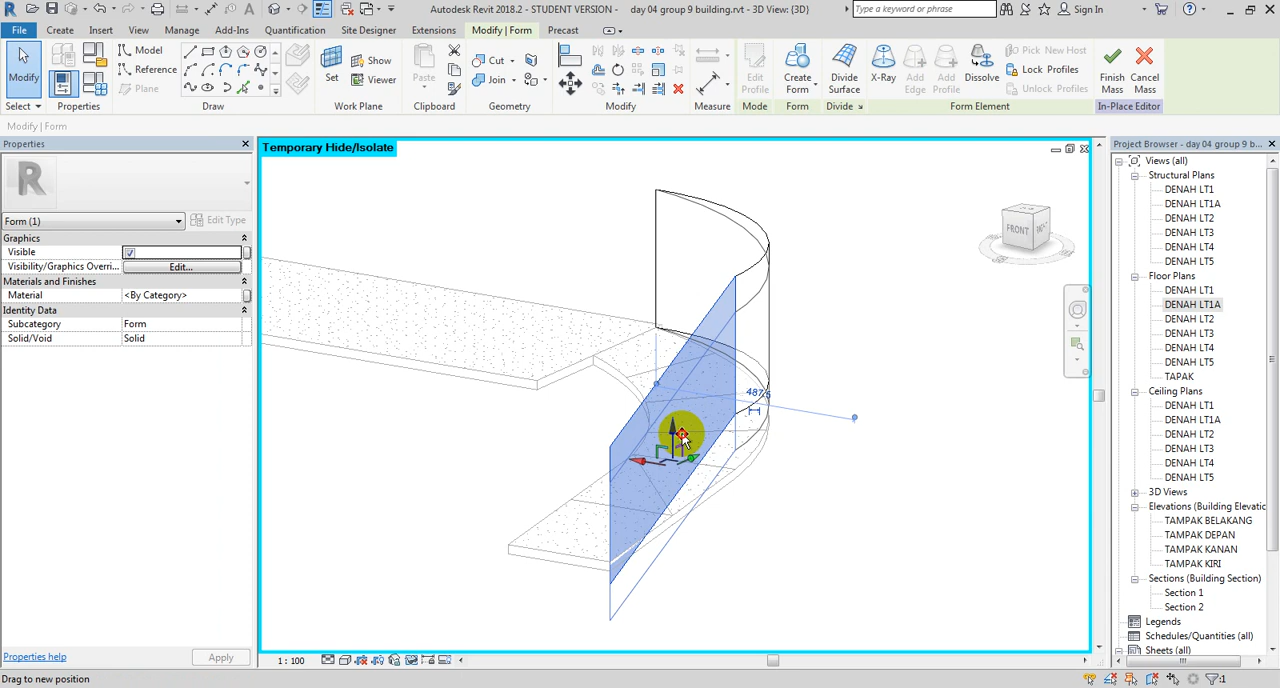 Autodesk Revit 2018.2 - STUDENT VERSION - day 04 group 9 building.rvt - 3D View: {3D}
Type a keyword or phrase
Sign In
File Create Insert View Manage Add-Ins Quantification Site Designer Extensions Modify | Form Precast
Modify
Model
Reference
Plane
Set
Show
Viewer
Paste
Cut
Join
Edit Profile
Create Form
Divide Surface
X-Ray
Add Edge
Add Profile
Dissolve
Pick New Host
Lock Profiles
Unlock Profiles
Finish Mass
Cancel Mass
Select
Properties
Draw
Work Plane
Clipboard
Geometry
Modify
Measure
Mode
Form
Divide
Form Element
In-Place Editor
Modify | Form
Properties
R
Form (1)
Edit Type
Graphics
Visible
Visibility/Graphics Overri...
Edit...
Materials and Finishes
Material
<By Category>
Identity Data
Subcategory
Form
Solid/Void
Solid
Properties help
Apply
Temporary Hide/Isolate
FRONT
487.5
1 : 100
Project Browser - day 04 group 9 b...
Views (all)
Structural Plans
DENAH LT1
DENAH LT1A
DENAH LT2
DENAH LT3
DENAH LT4
DENAH LT5
Floor Plans
DENAH LT1
DENAH LT1A
DENAH LT2
DENAH LT3
DENAH LT4
DENAH LT5
TAPAK
Ceiling Plans
DENAH LT1
DENAH LT1A
DENAH LT2
DENAH LT3
DENAH LT4
DENAH LT5
3D Views
Elevations (Building Elevatic
TAMPAK BELAKANG
TAMPAK DEPAN
TAMPAK KANAN
TAMPAK KIRI
Sections (Building Section)
Section 1
Section 2
Legends
Schedules/Quantities (all)
Sheets (all)
Drag to new position
:1